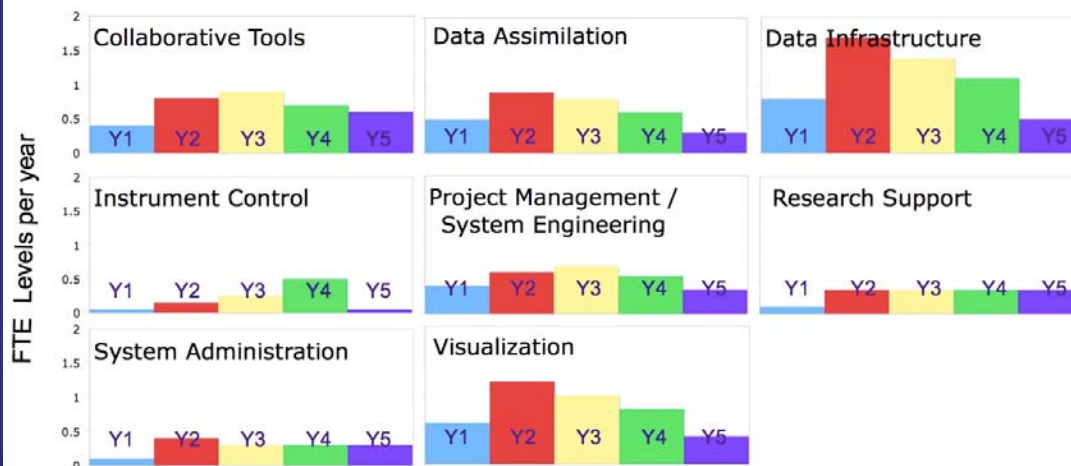 FTE Levels per year
2
1.5
1
0.5
0
Collaborative Tools
Y1 Y2 Y3 Y4 Y5
Data Assimilation
Y1 Y2 Y3 Y4 Y5
Data Infrastructure
Y1 Y2 Y3 Y4 Y5
2
1.5
1
0.5
0
Instrument Control
Y1 Y2 Y3 Y4 Y5
Project Management /
System Engineering
Y1 Y2 Y3 Y4 Y5
Research Support
Y1 Y2 Y3 Y4 Y5
2
1.5
1
0.5
0
System Administration
Y1 Y2 Y3 Y4 Y5
Visualization
Y1 Y2 Y3 Y4 Y5